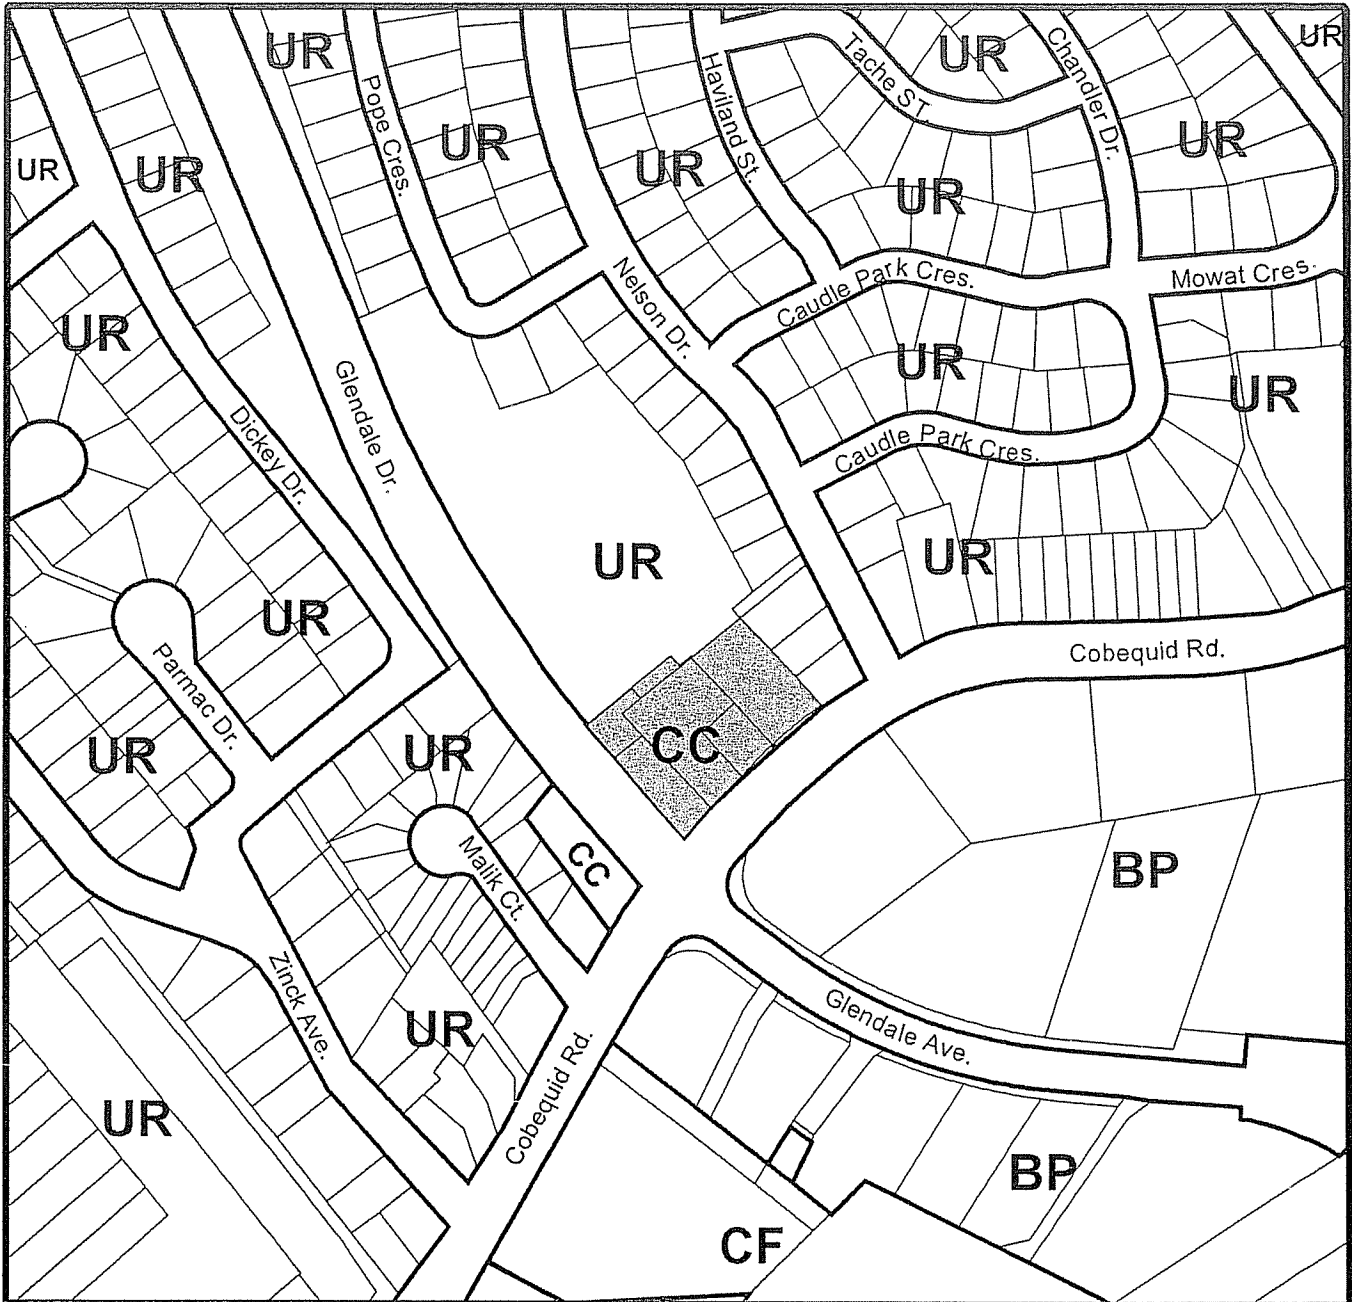 UR
UR
UR
Tache ST.
Chandler Dr.
Haviland St.
Pope Cres.
UR
UR
UR
UR
UR
UR
Mowat Cres.
Caudle Park Cres.
Nelson Dr.
UR
UR
UR
Glendale Dr.
Dickey Dr.
Caudle Park Cres.
UR
UR
UR
Cobequid Rd.
Parmac Dr.
UR
UR
CC
CC
Malik Ct.
BP
Zinck Ave.
UR
Glendale Ave.
Cobequid Rd.
UR
BP
CF